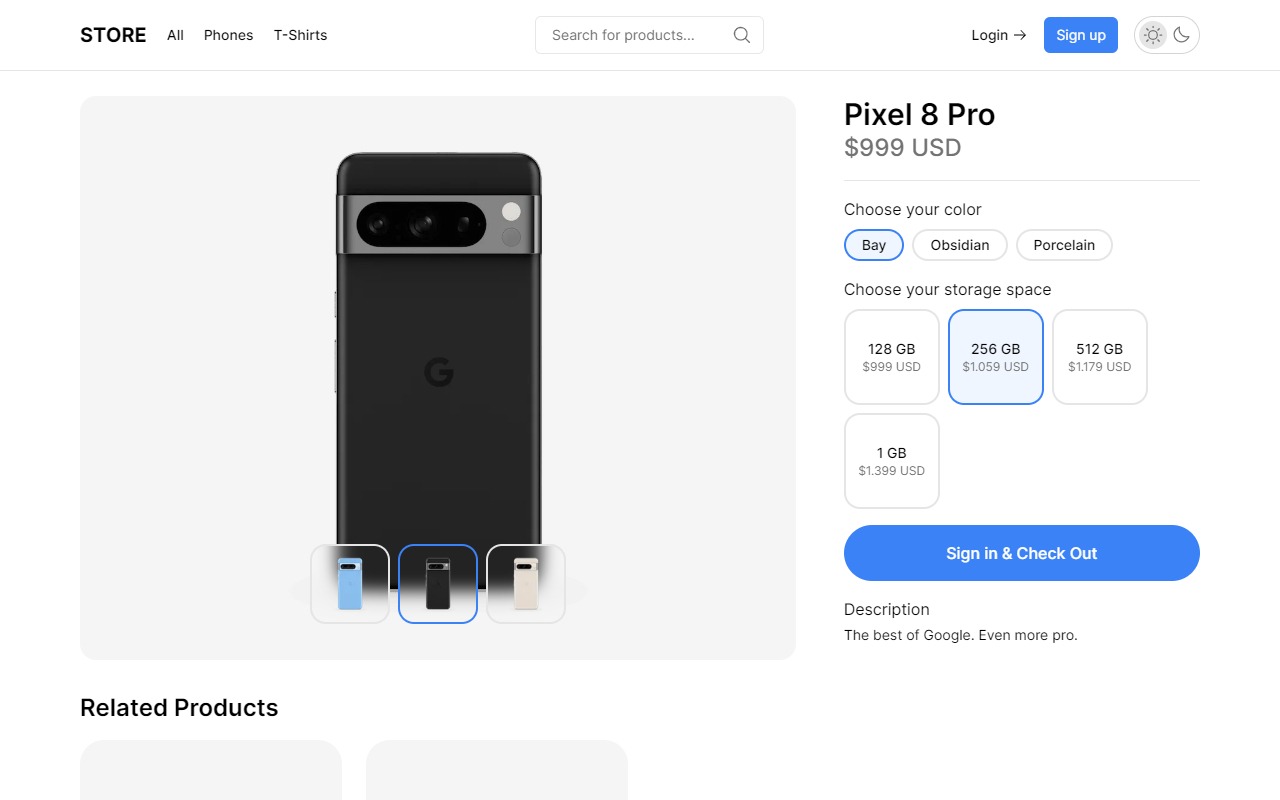 STORE
All
Phones
T-Shirts
Search for products...
Login →
Sign up
Pixel 8 Pro
$999 USD
Choose your color
Bay
Obsidian
Porcelain
Choose your storage space
128 GB
$999 USD
256 GB
$1.059 USD
512 GB
$1.179 USD
1 GB
$1.399 USD
Sign in & Check Out
Description
The best of Google. Even more pro.
Related Products